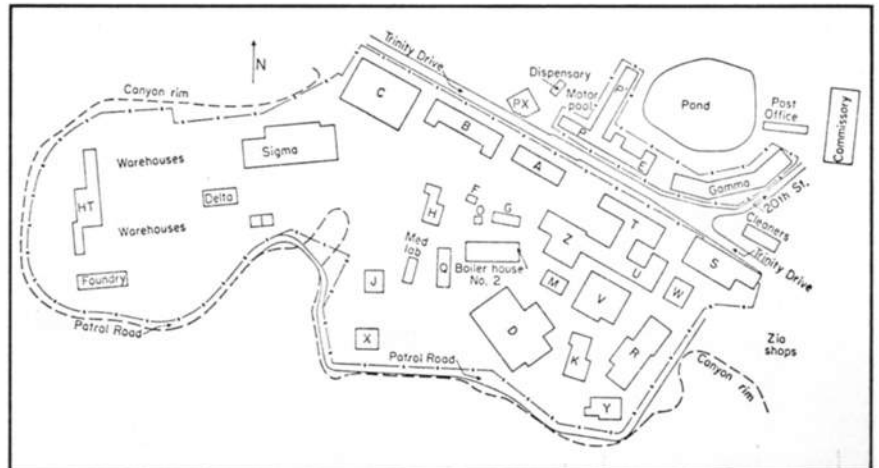 Trinity Drive
N
Dispensary
Canyon rim
PX
Motor
pool
P
P
Pond
Post
Office
Commissary
C
B
E
Sigma
Warehouses
A
Gamma
20th St.
HT
Delta
F
O
G
H
T
Cleaners
Warehouses
Z
S
Trinity Drive
Med
lab
Q
Boiler house
No. 2
U
Foundry
J
M
V
W
Patrol Road
X
D
K
R
Zia
shops
Patrol Road
Canyon
rim
Y